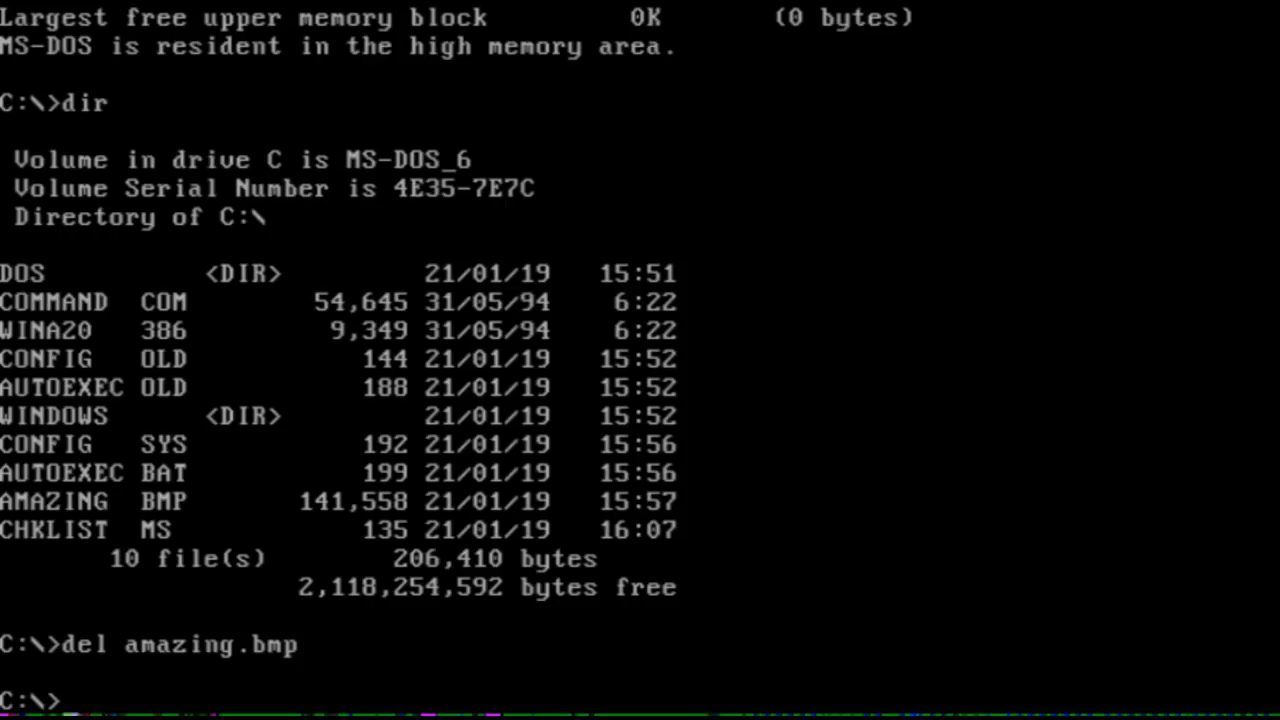 Largest free upper memory block         0K       (0 bytes)
MS-DOS is resident in the high memory area.
C:\>dir
Volume in drive C is MS-DOS_6
Volume Serial Number is 4E35-7E7C
Directory of C:\
DOS          <DIR>         21/01/19   15:51
COMMAND  COM        54,645 31/05/94    6:22
WINA20   386         9,349 31/05/94    6:22
CONFIG   OLD           144 21/01/19   15:52
AUTOEXEC OLD           188 21/01/19   15:52
WINDOWS      <DIR>         21/01/19   15:52
CONFIG   SYS           192 21/01/19   15:56
AUTOEXEC BAT           199 21/01/19   15:56
AMAZING  BMP       141,558 21/01/19   15:57
CHKLIST  MS            135 21/01/19   16:07
10 file(s)        206,410 bytes
2,118,254,592 bytes free
C:\>del amazing.bmp
C:\>